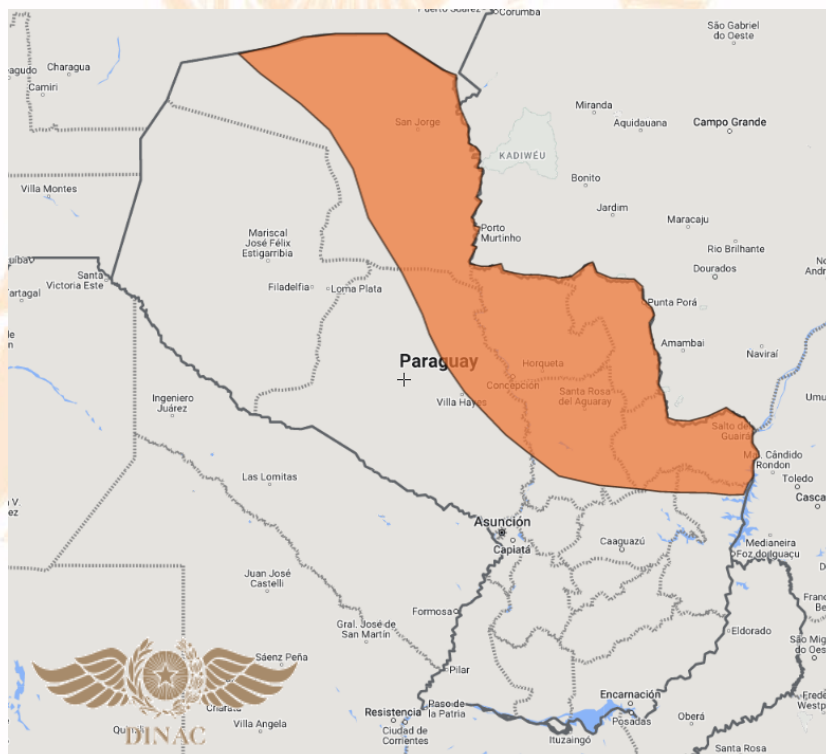 Corumba
São Gabriel
do Oeste
Charagua
Camiri
San Jorge
Miranda
Aquidauana
Campo Grande
KADIWÉU
Bonito
Villa Montes
Jardim
Maracaju
Mariscal
José Félix
Estigarribia
Porto
Murtinho
Rio Brilhante
Dourados
Santa
Victoria Este
Filadelfia
Loma Plata
Punta Porá
Amambai
Naviraí
Paraguay
Horqueta
Concepción
Santa Rosa
del Aguaray
Ingeniero
Juárez
Villa Hayes
Salto del
Guairá
Mal. Cândido
Rondon
Toledo
Las Lomitas
Asunción
Capiatá
Caaguazú
Medianeira
Foz do Iguaçu
Juan José
Castelli
Formosa
Gral. José de
San Martín
Eldorado
Sáenz Peña
Pilar
Encarnación
Posadas
Oberá
Resistencia
Paso de
la Patria
Ciudad de
Corrientes
Villa Angela
Ituzaingó
Santa Rosa
DINAC